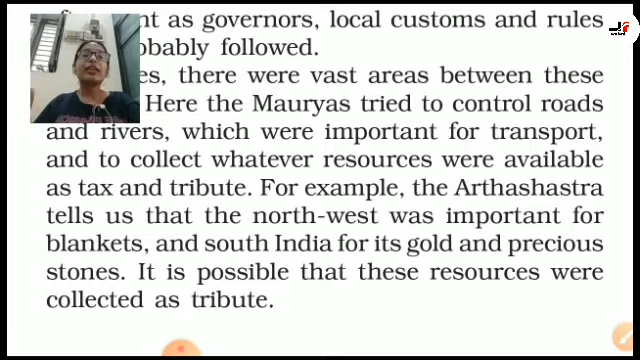 nt as governors, local customs and rules
obably followed.
es, there were vast areas between these
Here the Mauryas tried to control roads
and rivers, which were important for transport,
and to collect whatever resources were available
as tax and tribute. For example, the Arthashastra
tells us that the north-west was important for
blankets, and south India for its gold and precious
stones. It is possible that these resources were
collected as tribute.